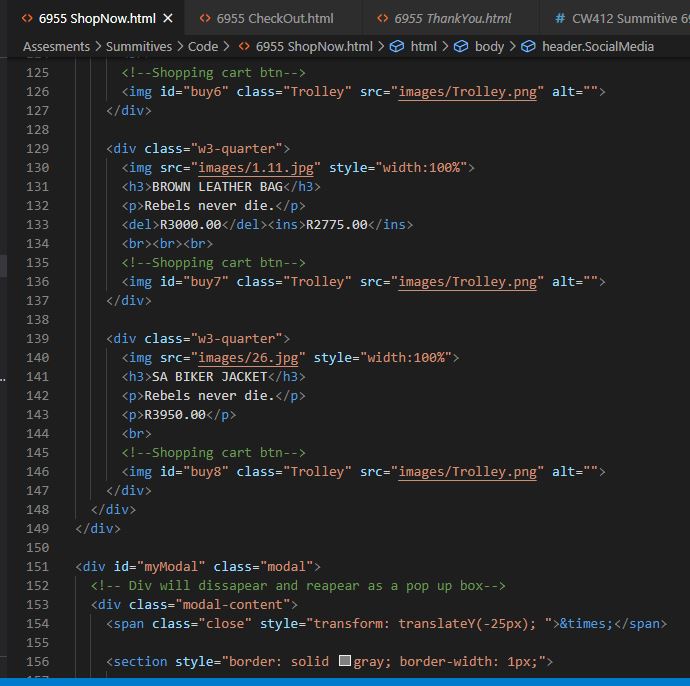 6955 ShopNow.html × 6955 CheckOut.html 6955 ThankYou.html # CW412 Summitive 69
Assesments > Summitives > Code > 6955 ShopNow.html > html > body > header.SocialMedia
125 <!--Shopping cart btn-->
126 <img id="buy6" class="Trolley" src="images/Trolley.png" alt="">
127 </div>
128
129 <div class="w3-quarter">
130 <img src="images/1.11.jpg" style="width:100%">
131 <h3>BROWN LEATHER BAG</h3>
132 <p>Rebels never die.</p>
133 <del>R3000.00</del><ins>R2775.00</ins>
134 <br><br><br>
135 <!--Shopping cart btn-->
136 <img id="buy7" class="Trolley" src="images/Trolley.png" alt="">
137 </div>
138
139 <div class="w3-quarter">
140 <img src="images/26.jpg" style="width:100%">
141 <h3>SA BIKER JACKET</h3>
142 <p>Rebels never die.</p>
143 <p>R3950.00</p>
144 <br>
145 <!--Shopping cart btn-->
146 <img id="buy8" class="Trolley" src="images/Trolley.png" alt="">
147 </div>
148 </div>
149 </div>
150
151 <div id="myModal" class="modal">
152 <!-- Div will dissapear and reapear as a pop up box-->
153 <div class="modal-content">
154 <span class="close" style="transform: translateY(-25px); ">&times;</span>
155
156 <section style="border: solid gray; border-width: 1px;">